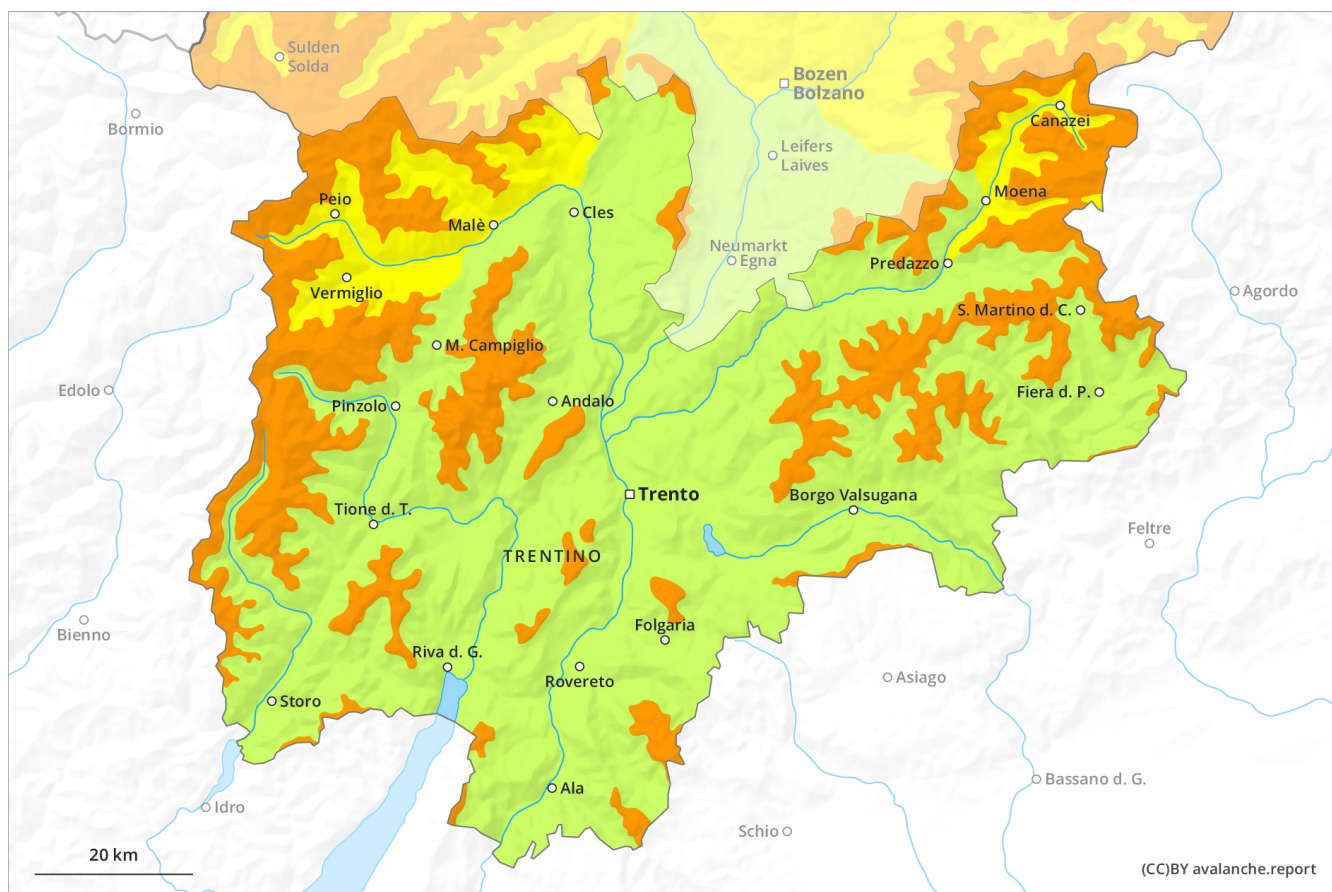 Sulden
Solda
Bozen
Bolzano
Bormio
Canazei
Leifers
Laives
Peio
Moena
Malè
Cles
Neumarkt
Egna
Predazzo
Vermiglio
Agordo
S. Martino d. C.
M. Campiglio
Edolo
Fiera d. P.
Andalo
Pinzolo
Trento
Borgo Valsugana
Tione d. T.
Feltre
TRENTINO
Bienno
Folgaria
Riva d. G.
Asiago
Rovereto
Storo
Bassano d. G.
Ala
Idro
Schio
20 km
(CC)BY avalanche.report